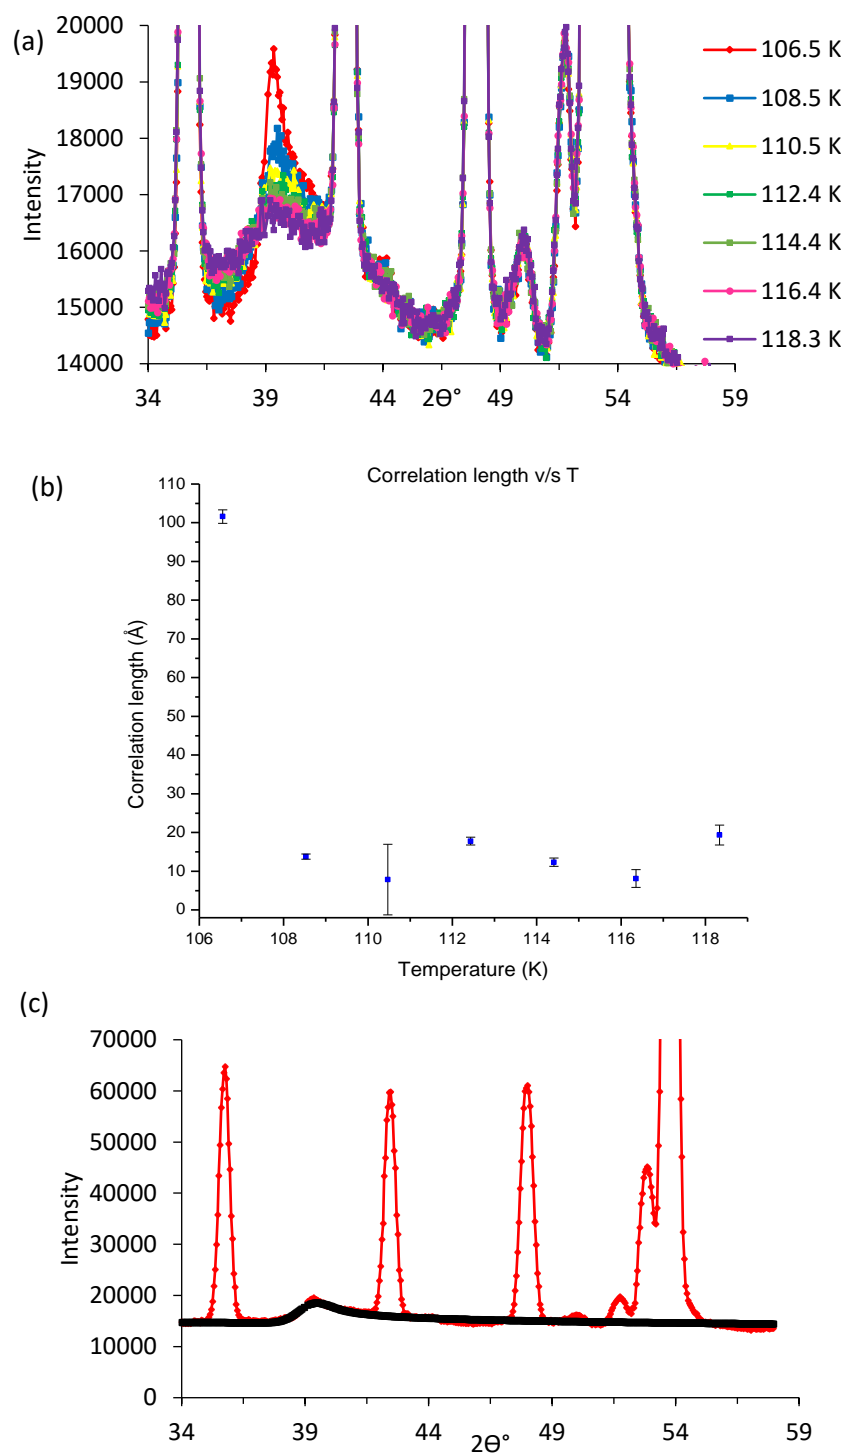 (a)
Intensity
20000
19000
18000
17000
16000
15000
14000
34 39 44 2ϴ° 49 54 59
106.5 K
108.5 K
110.5 K
112.4 K
114.4 K
116.4 K
118.3 K
(b)
Correlation length v/s T
Correlation length (Å)
110
100
90
80
70
60
50
40
30
20
10
0
106 108 110 112 114 116 118
Temperature (K)
(c)
Intensity
70000
60000
50000
40000
30000
20000
10000
0
34 39 44 49 54 59
2ϴ°